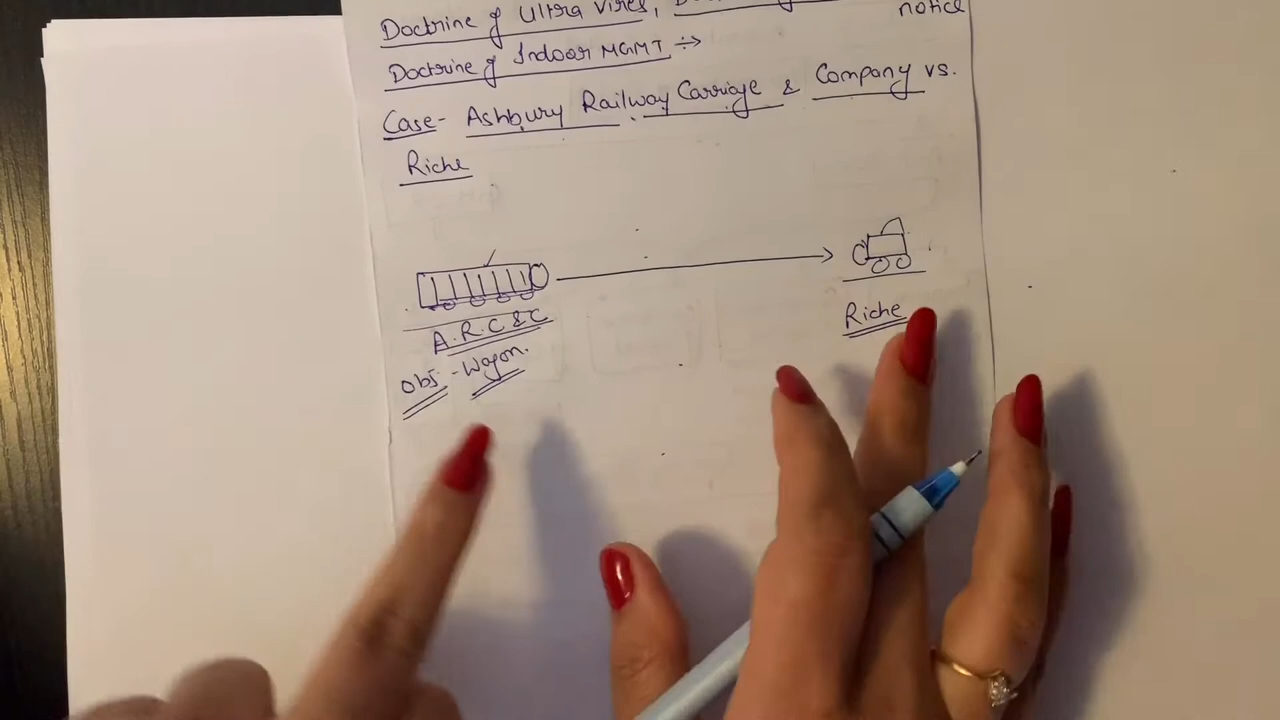 Doctrine of Ultra Vires, notice
Doctrine of Indoor MGMT ÷>
Case- Ashbury Railway Carriage & Company vs.
Riche
A.R.C & C
Riche
Obj - Wagon.